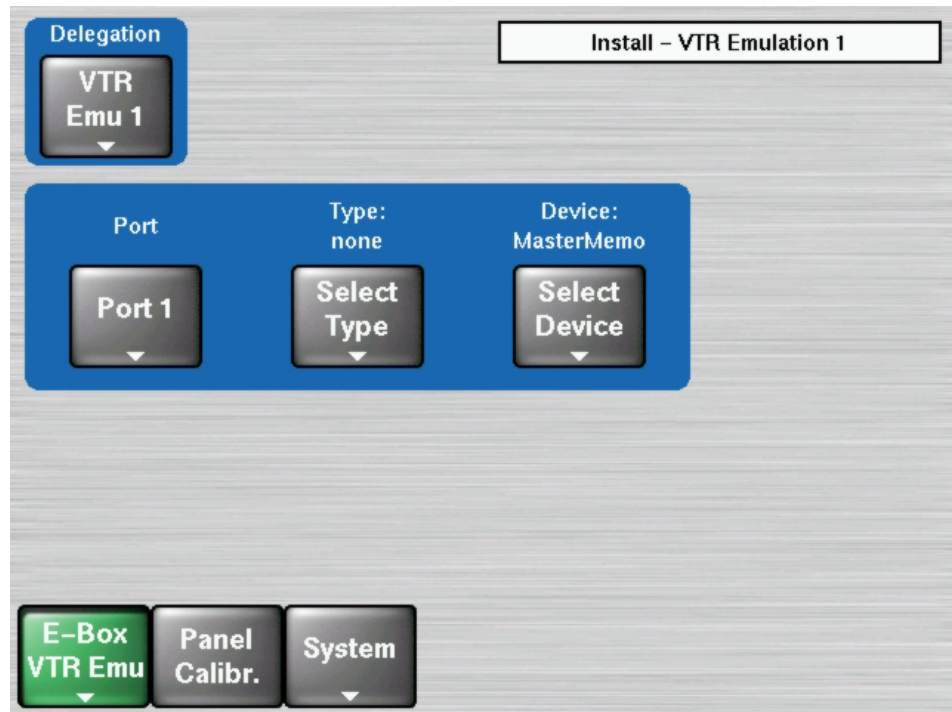 Delegation
VTR
Emu 1
Install – VTR Emulation 1
Port
Type:
none
Device:
MasterMemo
Port 1
Select
Type
Select
Device
E–Box
VTR Emu
Panel
Calibr.
System